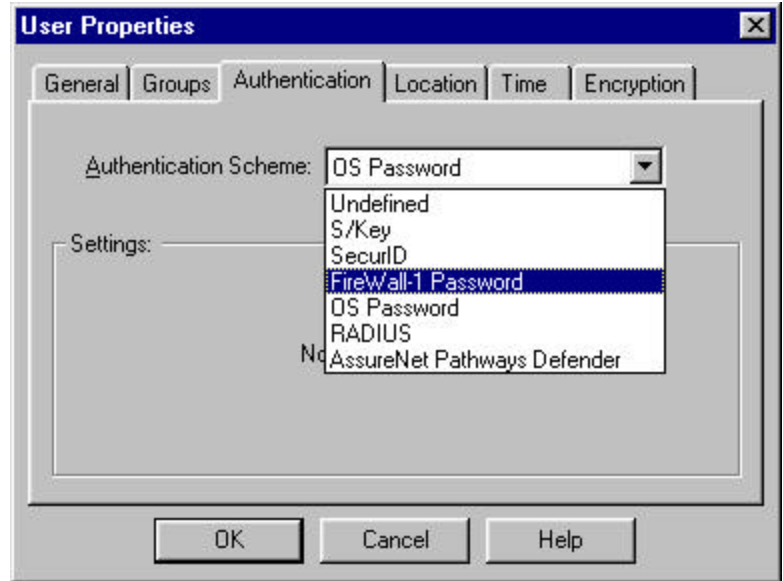 User Properties
General Groups Authentication Location Time Encryption
Authentication Scheme: OS Password
Undefined
S/Key
Settings:
SecurID
FireWall-1 Password
OS Password
RADIUS
No
AssureNet Pathways Defender
OK Cancel Help